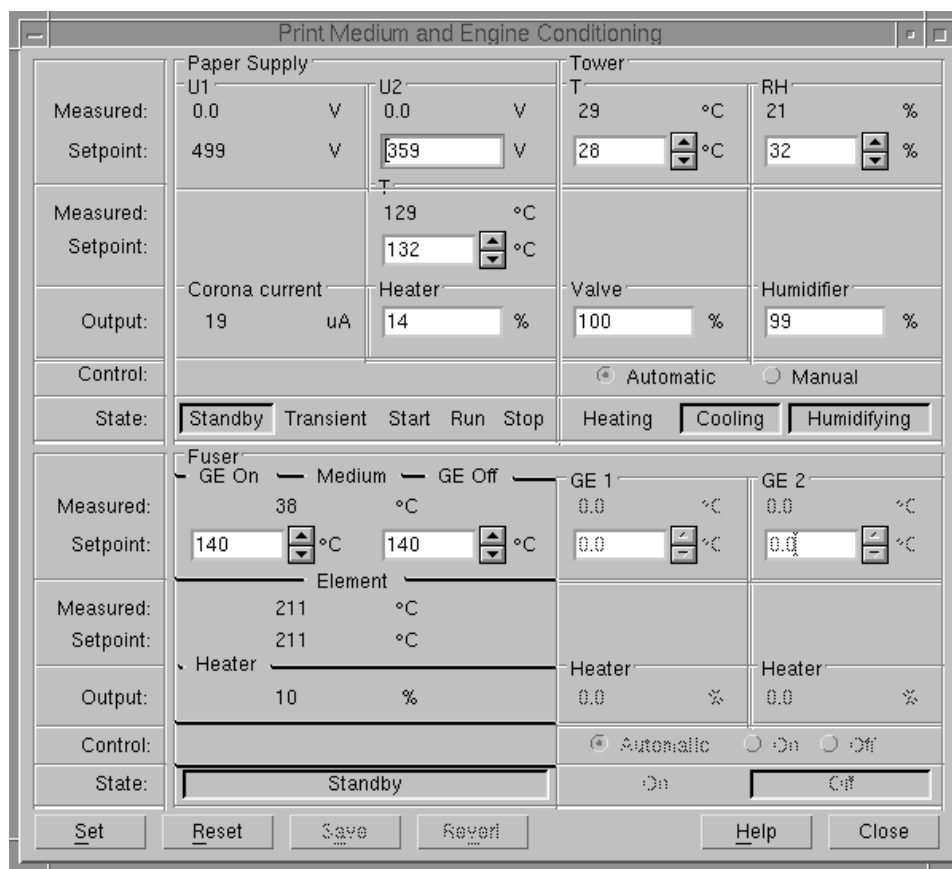 Print Medium and Engine Conditioning
Paper Supply Tower
U1 U2 T RH
Measured: 0.0 V 0.0 V 29 °C 21 %
Setpoint: 499 V 359 V 28 °C 32 %
T
Measured: 129 °C
Setpoint: 132 °C
Corona current Heater Valve Humidifier
Output: 19 uA 14 % 100 % 99 %
Control: Automatic Manual
State: Standby Transient Start Run Stop Heating Cooling Humidifying
Fuser
GE On Medium GE Off GE 1 GE 2
Measured: 38 °C 0.0 °C 0.0 °C
Setpoint: 140 °C 140 °C 0.0 °C 0.0 °C
Element
Measured: 211 °C
Setpoint: 211 °C
Heater Heater Heater
Output: 10 % 0.0 % 0.0 %
Control: Automatic On Off
State: Standby On Off
Set Reset Save Revert Help Close